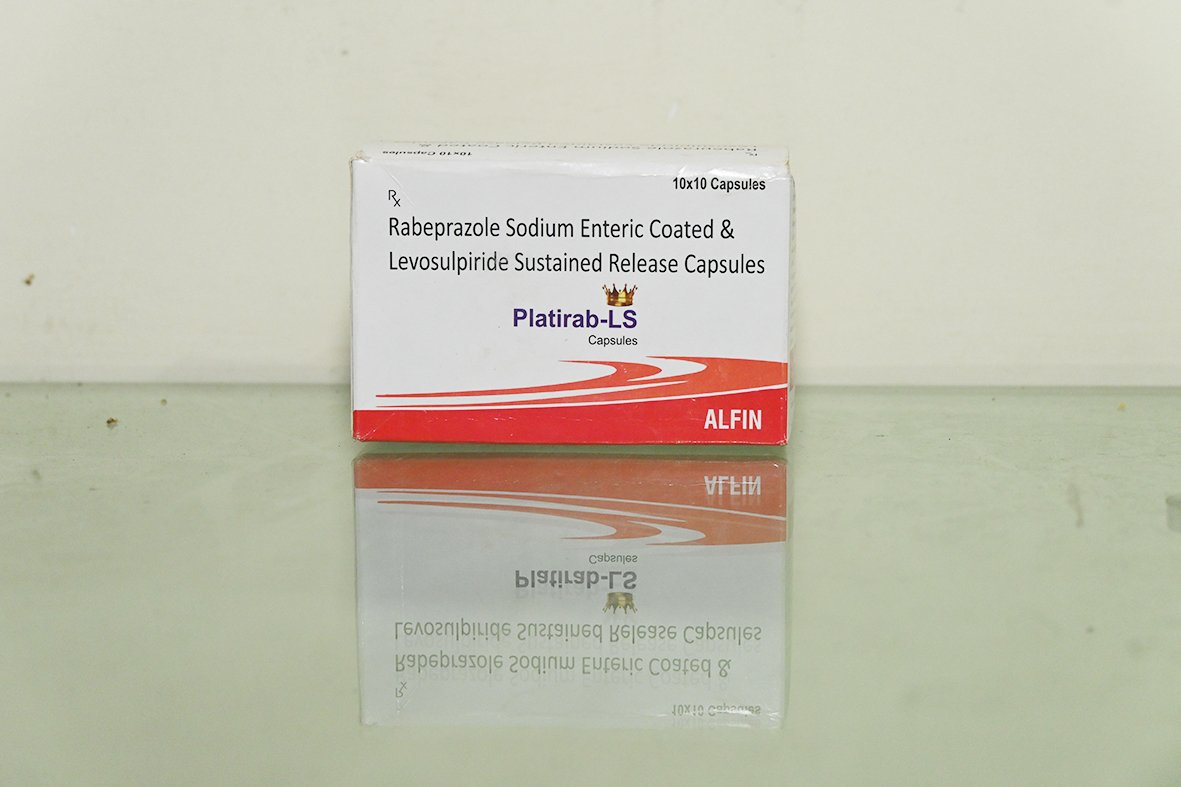 10x10 Capsules
Rx
Rabeprazole Sodium Enteric Coated &
Levosulpiride Sustained Release Capsules
Platirab-LS
Capsules
ALFIN